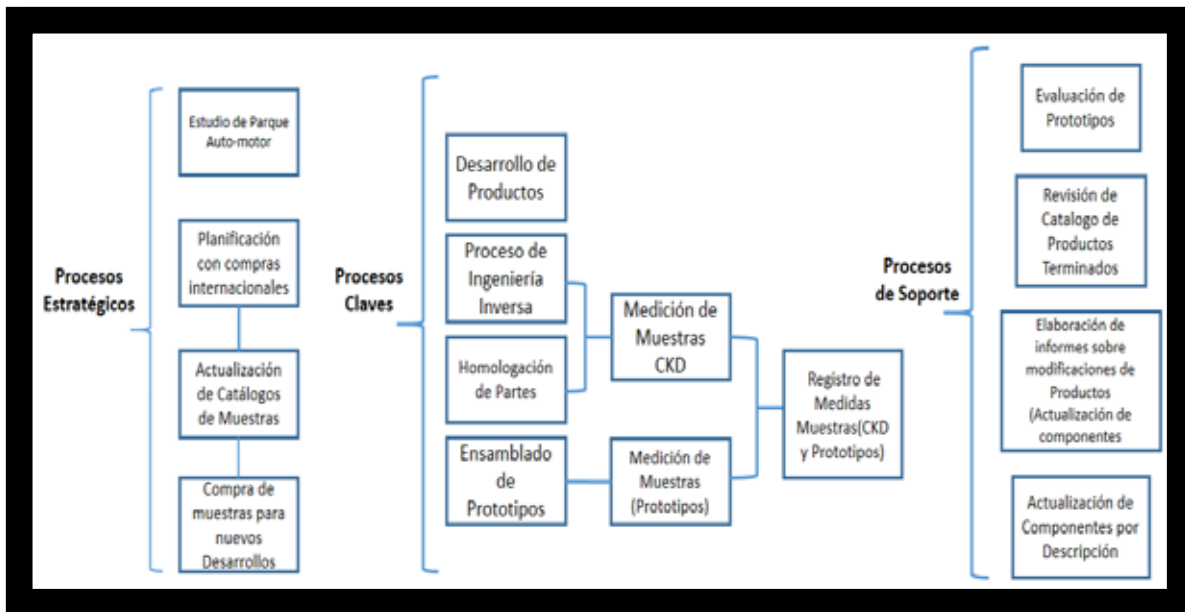 Procesos
Estratégicos
Estudio de Parque
Auto-motor
Planificación
con compras
internacionales
Actualización
de Catálogos
de Muestras
Compra de
muestras para
nuevos
Desarrollos
Procesos
Claves
Desarrollo de
Productos
Proceso de
Ingeniería
Inversa
Homologación
de Partes
Ensamblado
de
Prototipos
Medición de
Muestras
CKD
Medición de
Muestras
(Prototipos)
Registro de
Medidas
Muestras(CKD
y Prototipos)
Procesos
de Soporte
Evaluación de
Prototipos
Revisión de
Catalogo de
Productos
Terminados
Elaboración de
informes sobre
modificaciones de
Productos
(Actualización de
componentes
Actualización de
Componentes por
Descripción